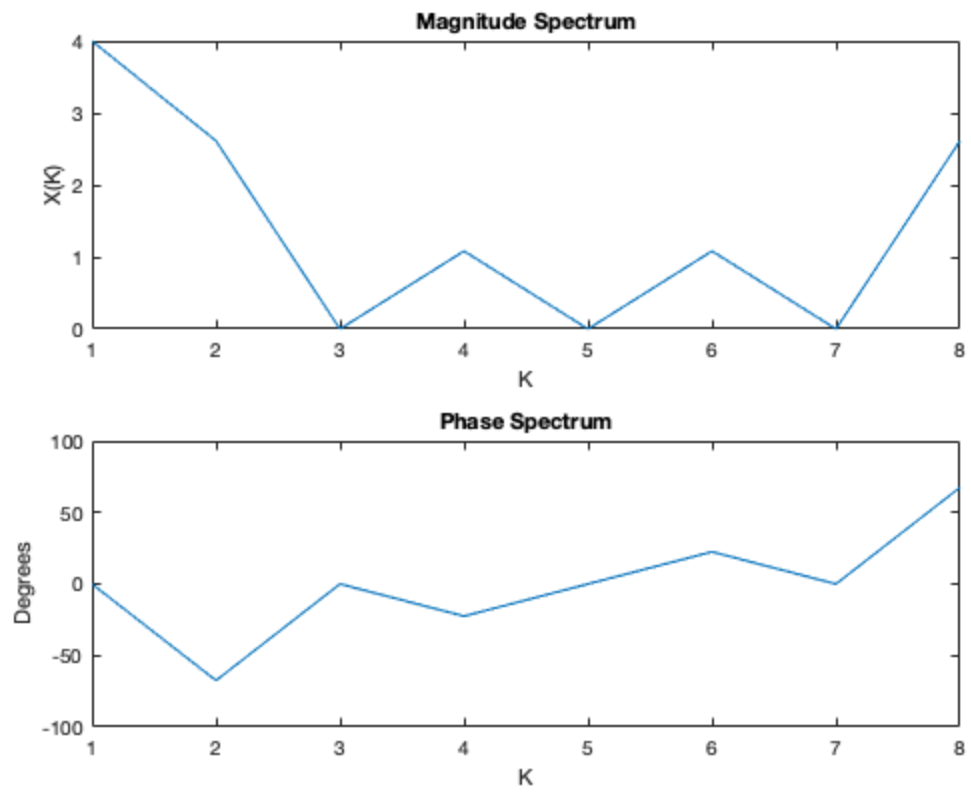 Magnitude Spectrum
4
3
2
1
0
X(K)
1 2 3 4 5 6 7 8
K
Phase Spectrum
100
50
0
-50
-100
Degrees
1 2 3 4 5 6 7 8
K